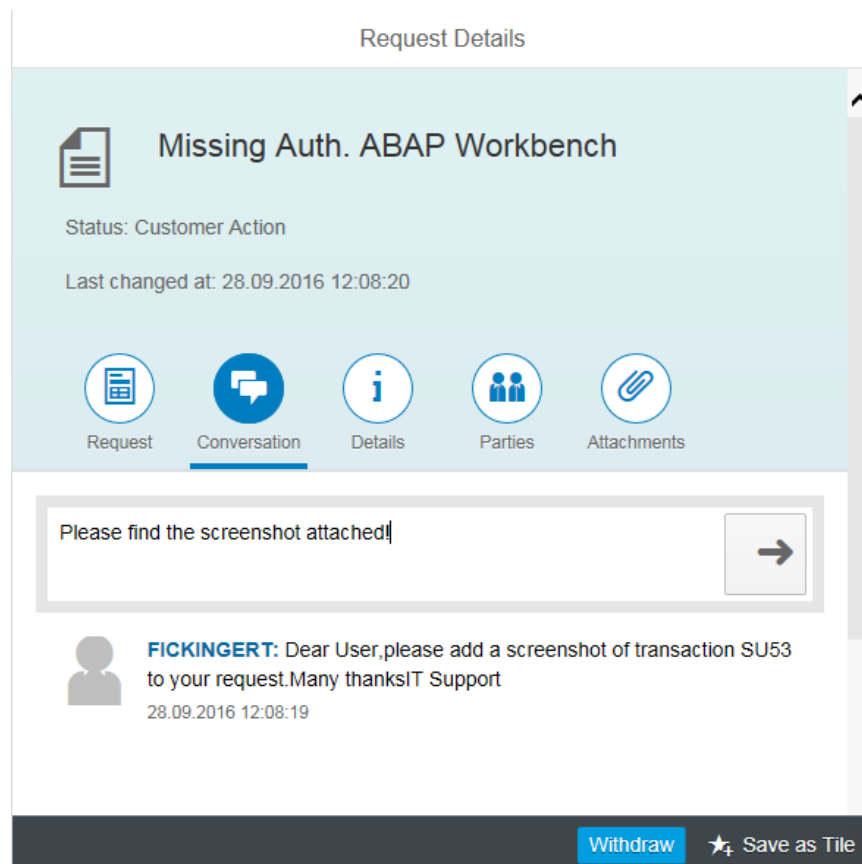 Request Details
Missing Auth. ABAP Workbench
Status: Customer Action
Last changed at: 28.09.2016 12:08:20
Request Conversation Details Parties Attachments
Please find the screenshot attached!
FICKINGERT: Dear User,please add a screenshot of transaction SU53
to your request.Many thanksIT Support
28.09.2016 12:08:19
Withdraw Save as Tile